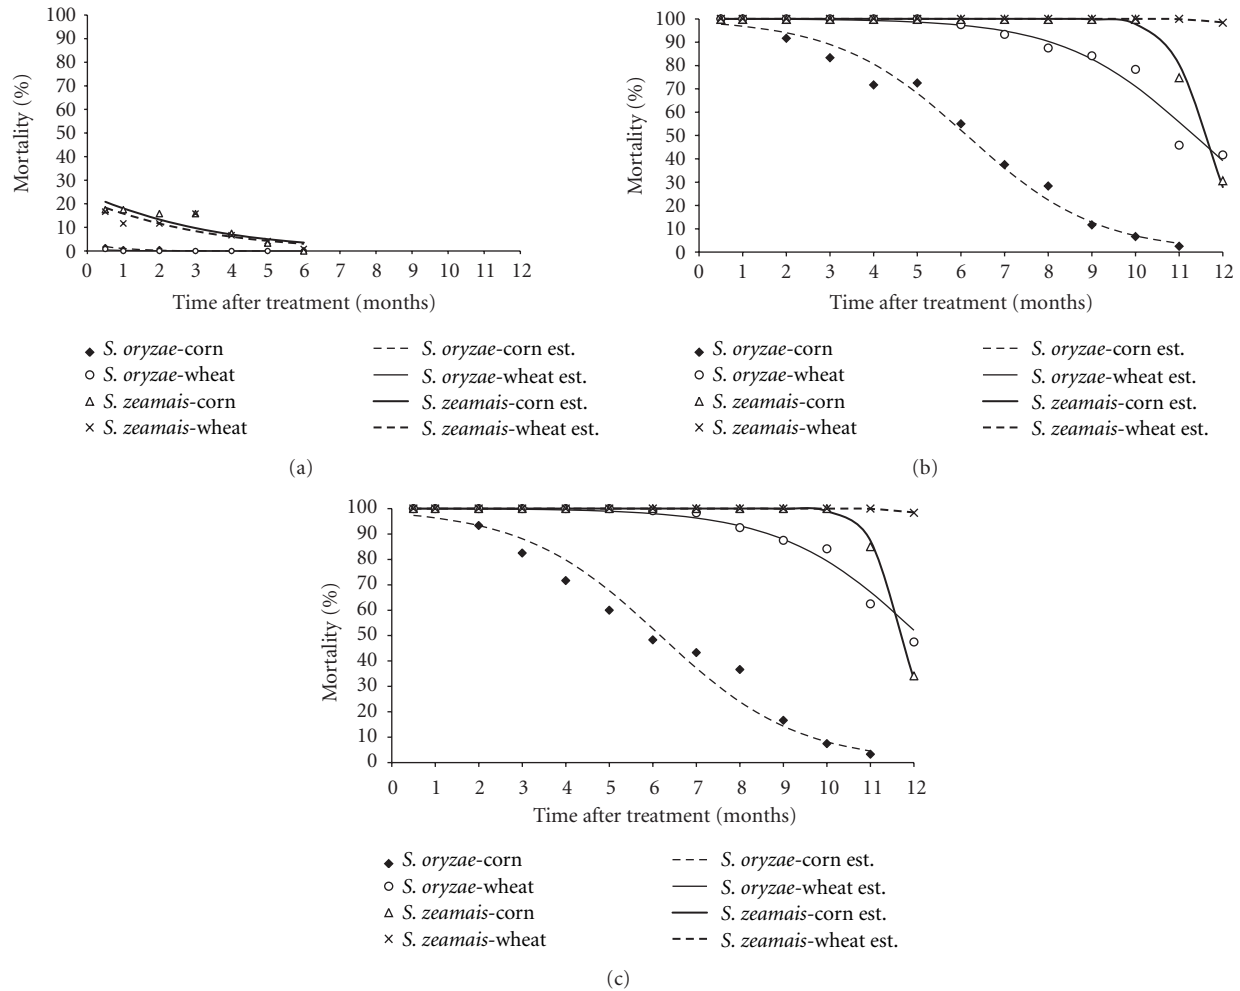 100
90
80
70
60
50
40
30
20
10
0
Mortality (%)
0 1 2 3 4 5 6 7 8 9 10 11 12
Time after treatment (months)
S. oryzae-corn
S. oryzae-wheat
S. zeamais-corn
S. zeamais-wheat
S. oryzae-corn est.
S. oryzae-wheat est.
S. zeamais-corn est.
S. zeamais-wheat est.
(a)
100
90
80
70
60
50
40
30
20
10
0
Mortality (%)
0 1 2 3 4 5 6 7 8 9 10 11 12
Time after treatment (months)
S. oryzae-corn
S. oryzae-wheat
S. zeamais-corn
S. zeamais-wheat
S. oryzae-corn est.
S. oryzae-wheat est.
S. zeamais-corn est.
S. zeamais-wheat est.
(b)
100
90
80
70
60
50
40
30
20
10
0
Mortality (%)
0 1 2 3 4 5 6 7 8 9 10 11 12
Time after treatment (months)
S. oryzae-corn
S. oryzae-wheat
S. zeamais-corn
S. zeamais-wheat
S. oryzae-corn est.
S. oryzae-wheat est.
S. zeamais-corn est.
S. zeamais-wheat est.
(c)